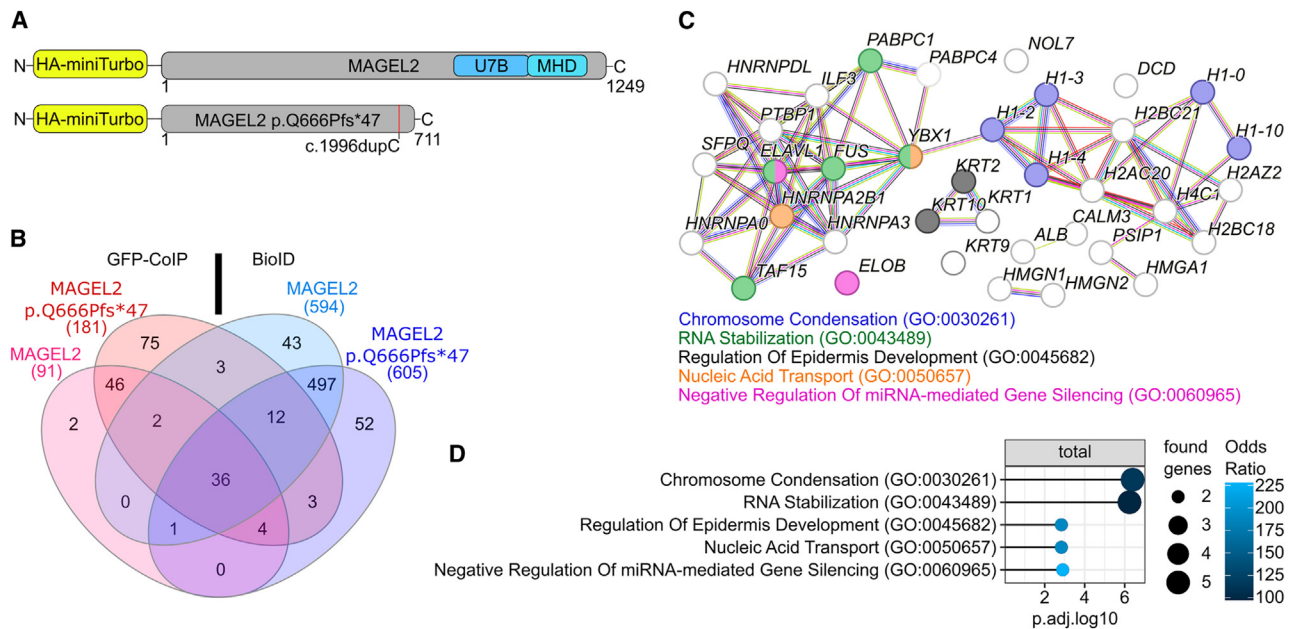 A
N-HA-miniTurbo MAGEL2 U7B MHD -C
1 1249
N-HA-miniTurbo MAGEL2 p.Q666Pfs*47 -C
1 c.1996dupC 711
B
GFP-CoIP BioID
MAGEL2
p.Q666Pfs*47
(181)
MAGEL2
(594)
MAGEL2
(91)
MAGEL2
p.Q666Pfs*47
(605)
75 43
3
46 497
2 12
2 52
36
0 3
1 4
0
C
PABPC1
PABPC4
NOL7
HNRNPDL
ILF3
DCD
H1-3
H1-0
PTBP1
H1-2
H2BC21
SFPQ
ELAVL1
FUS
YBX1
H1-10
H1-4
KRT2
H2AC20
H2AZ2
HNRNPA2B1
KRT10
KRT1
H4C1
HNRNPA0
HNRNPA3
CALM3
ALB
PSIP1
H2BC18
KRT9
TAF15
ELOB
HMGN1
HMGN2
HMGA1
Chromosome Condensation (GO:0030261)
RNA Stabilization (GO:0043489)
Regulation Of Epidermis Development (GO:0045682)
Nucleic Acid Transport (GO:0050657)
Negative Regulation Of miRNA-mediated Gene Silencing (GO:0060965)
D
total
Chromosome Condensation (GO:0030261)
RNA Stabilization (GO:0043489)
Regulation Of Epidermis Development (GO:0045682)
Nucleic Acid Transport (GO:0050657)
Negative Regulation Of miRNA-mediated Gene Silencing (GO:0060965)
2 4 6
p.adj.log10
found
genes
2
3
4
5
Odds
Ratio
225
200
175
150
125
100